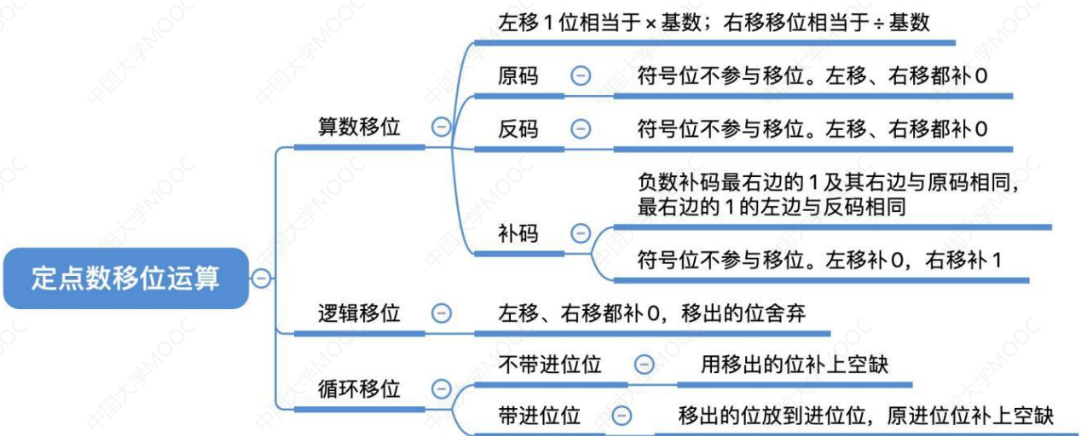 左移1位相当于×基数；右移移位相当于÷基数
原码
符号位不参与移位。左移、右移都补0
算数移位
反码
符号位不参与移位。左移、右移都补0
负数补码最右边的1及其右边与原码相同，
最右边的1的左边与反码相同
补码
符号位不参与移位。左移补0，右移补1
定点数移位运算
逻辑移位
左移、右移都补0，移出的位舍弃
不带进位位
用移出的位补上空缺
循环移位
带进位位
移出的位放到进位位，原进位位补上空缺
中国大学MOOC